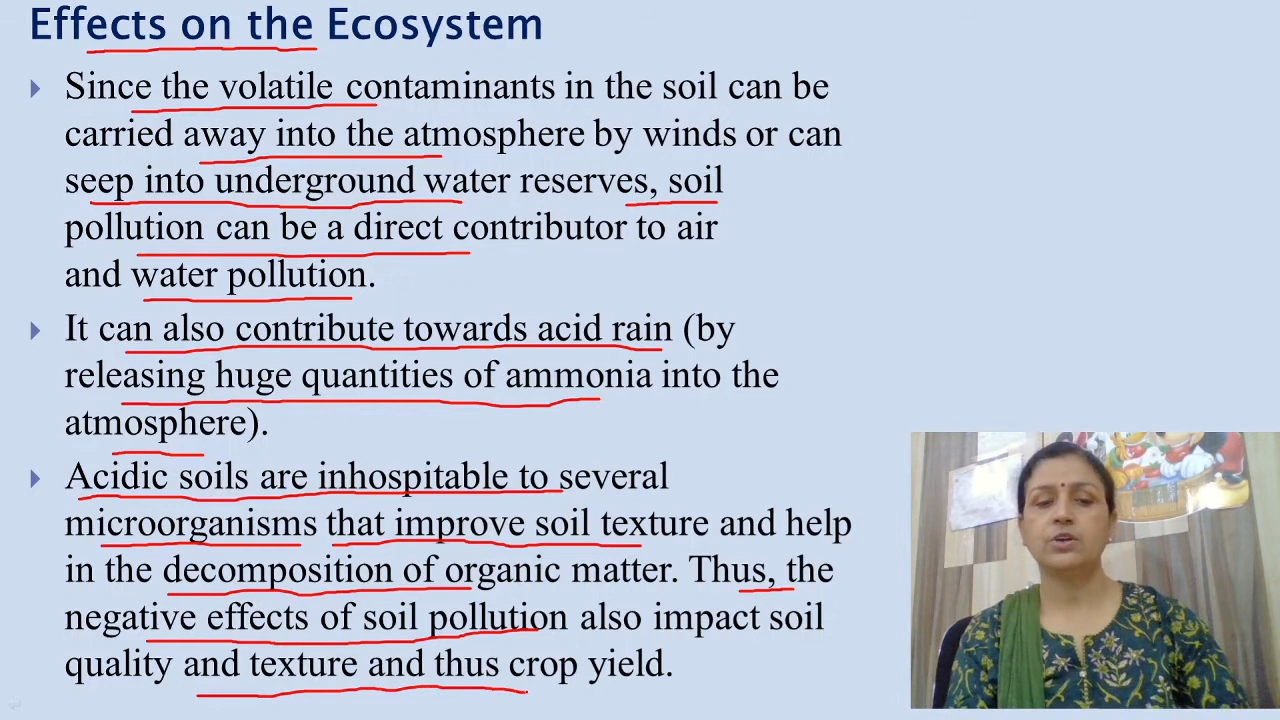 Effects on the Ecosystem
Since the volatile contaminants in the soil can be
carried away into the atmosphere by winds or can
seep into underground water reserves, soil
pollution can be a direct contributor to air
and water pollution.
It can also contribute towards acid rain (by
releasing huge quantities of ammonia into the
atmosphere).
Acidic soils are inhospitable to several
microorganisms that improve soil texture and help
in the decomposition of organic matter. Thus, the
negative effects of soil pollution also impact soil
quality and texture and thus crop yield.